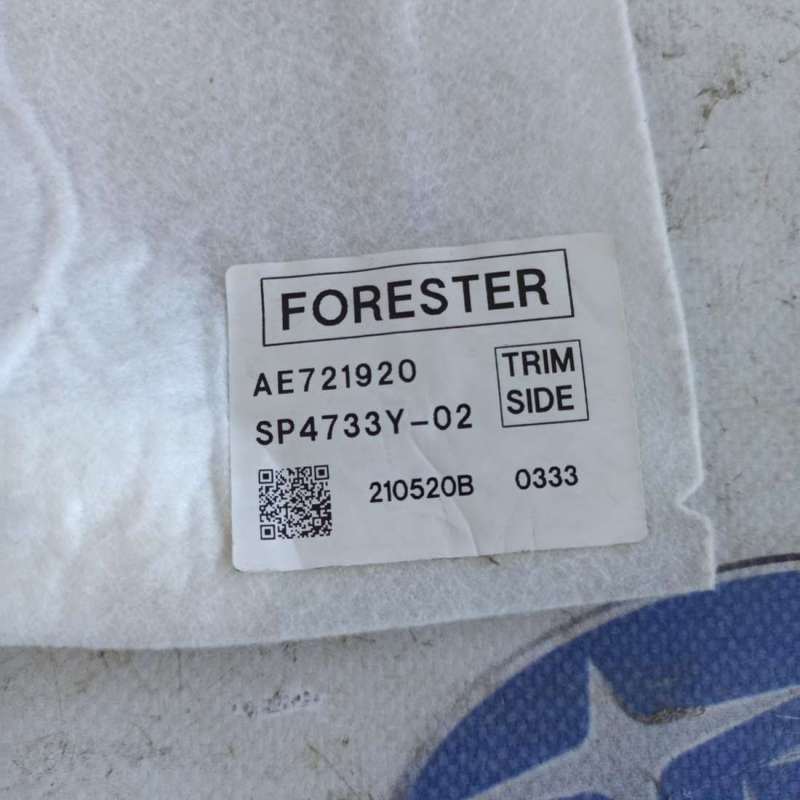 FORESTER
AE721920
TRIM
SIDE
SP4733Y-02
210520B 0333